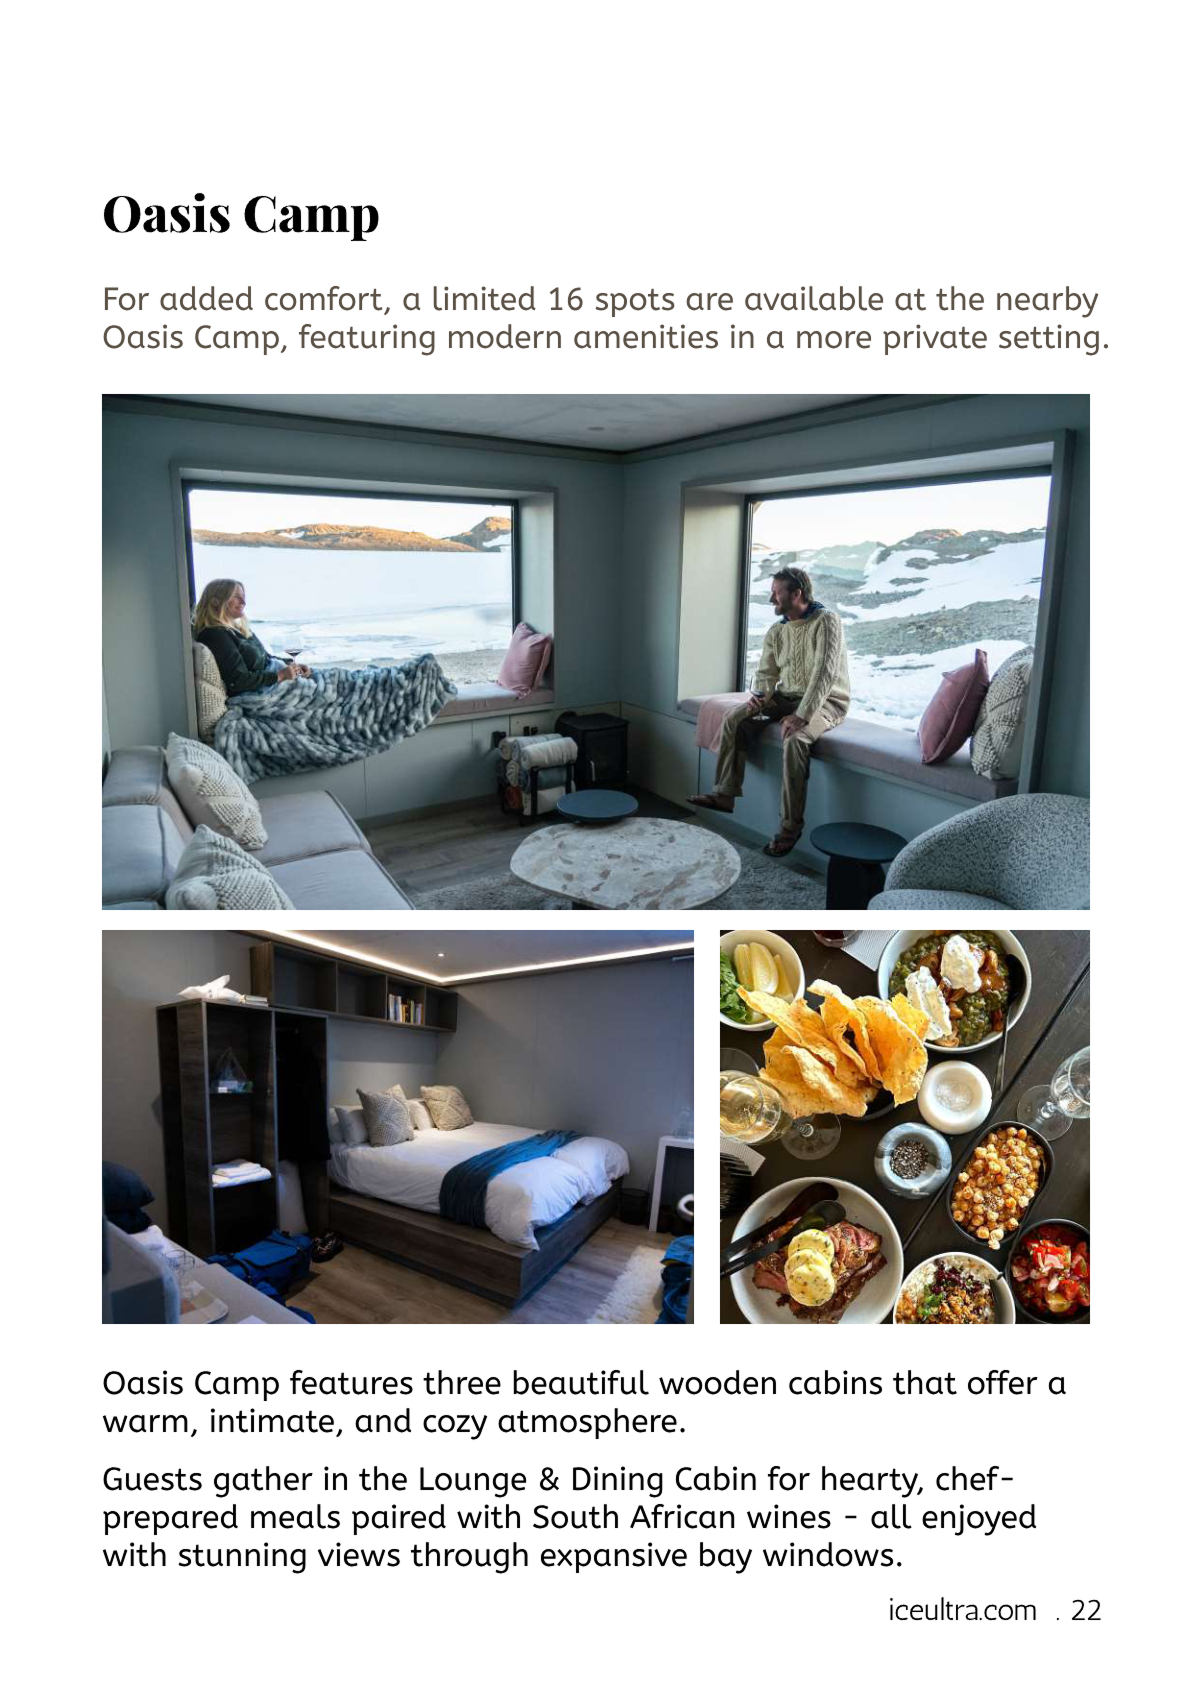 Oasis Camp
For added comfort, a limited 16 spots are available at the nearby
Oasis Camp, featuring modern amenities in a more private setting.
Oasis Camp features three beautiful wooden cabins that offer a
warm, intimate, and cozy atmosphere.
Guests gather in the Lounge & Dining Cabin for hearty, chef-
prepared meals paired with South African wines - all enjoyed
with stunning views through expansive bay windows.
iceultra.com . 22